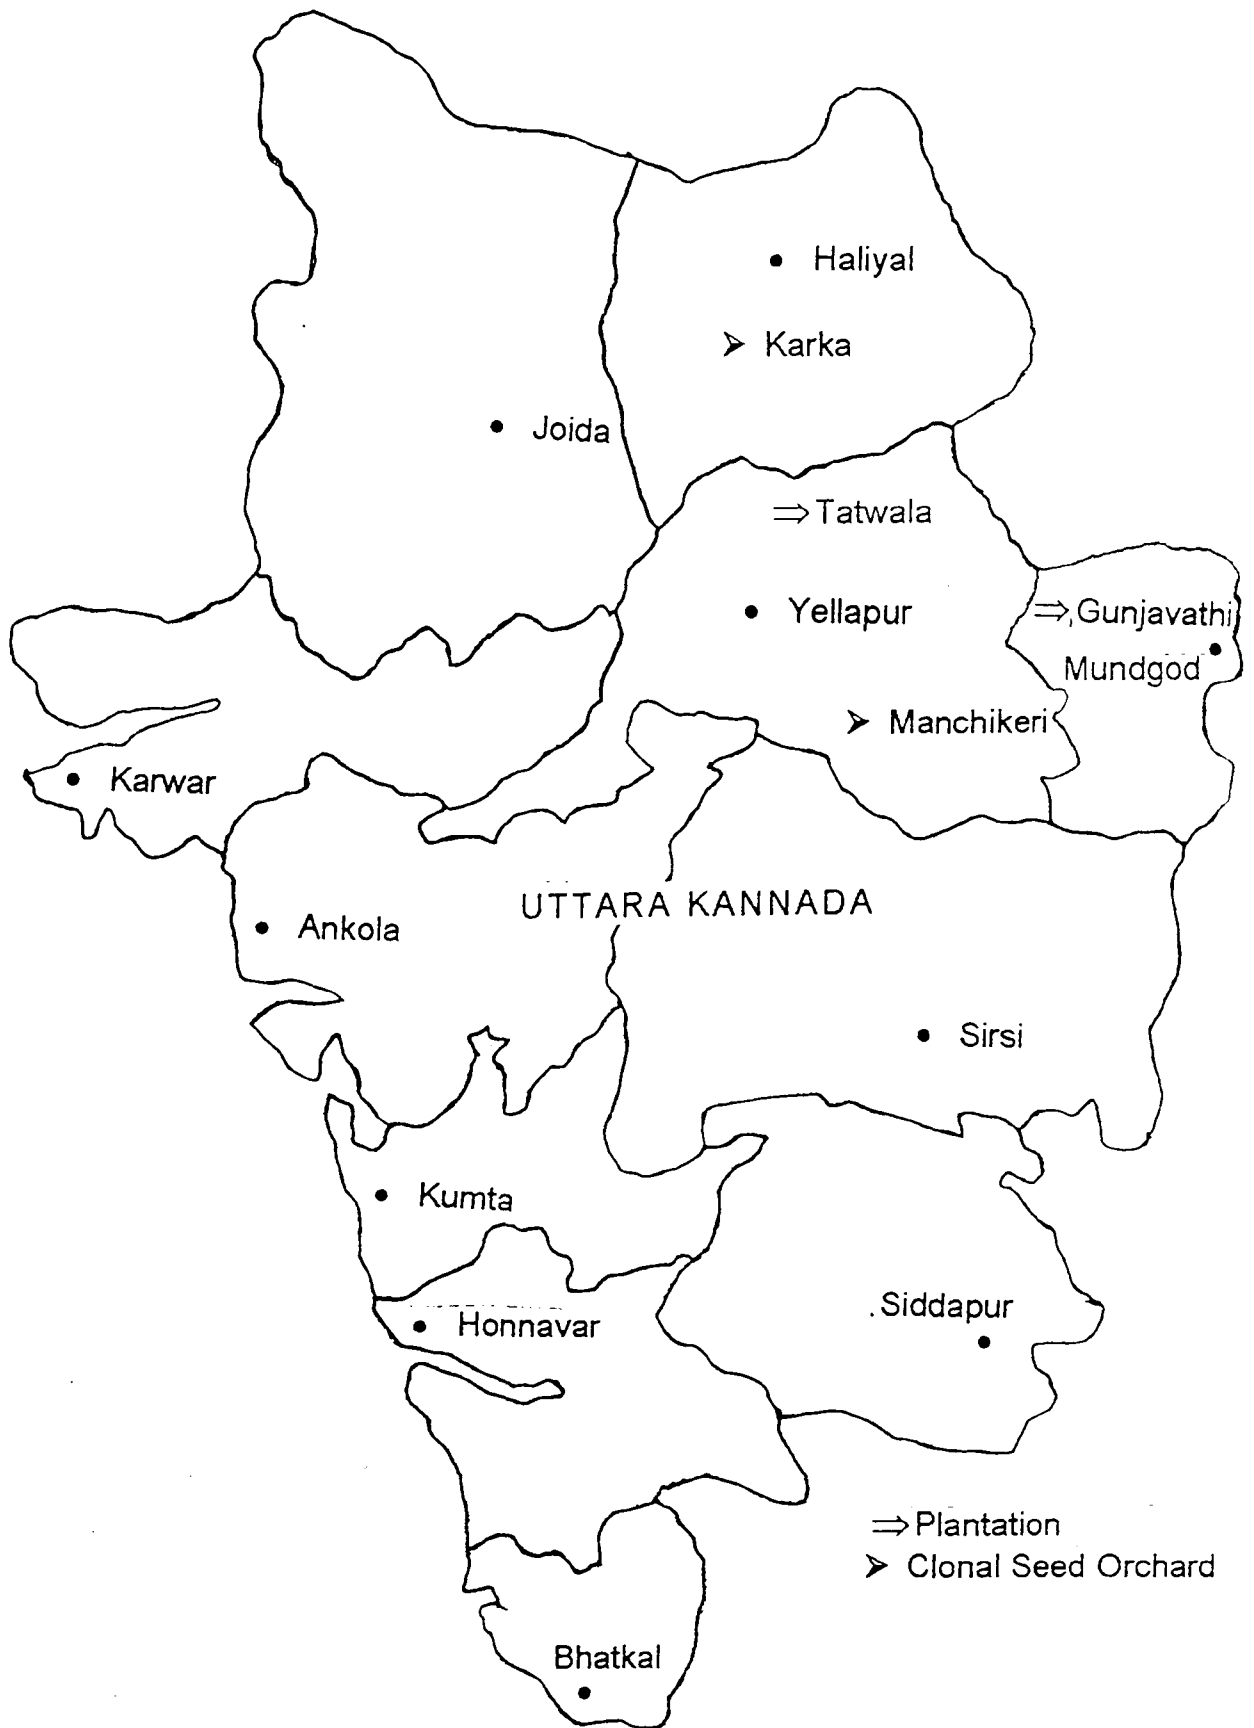 Haliyal
Karka
Joida
Tatwala
Yellapur
Gunjavathi
Mundgod
Manchikeri
Karwar
UTTARA KANNADA
Ankola
Sirsi
Kumta
Siddapur
Honnavar
Plantation
Clonal Seed Orchard
Bhatkal